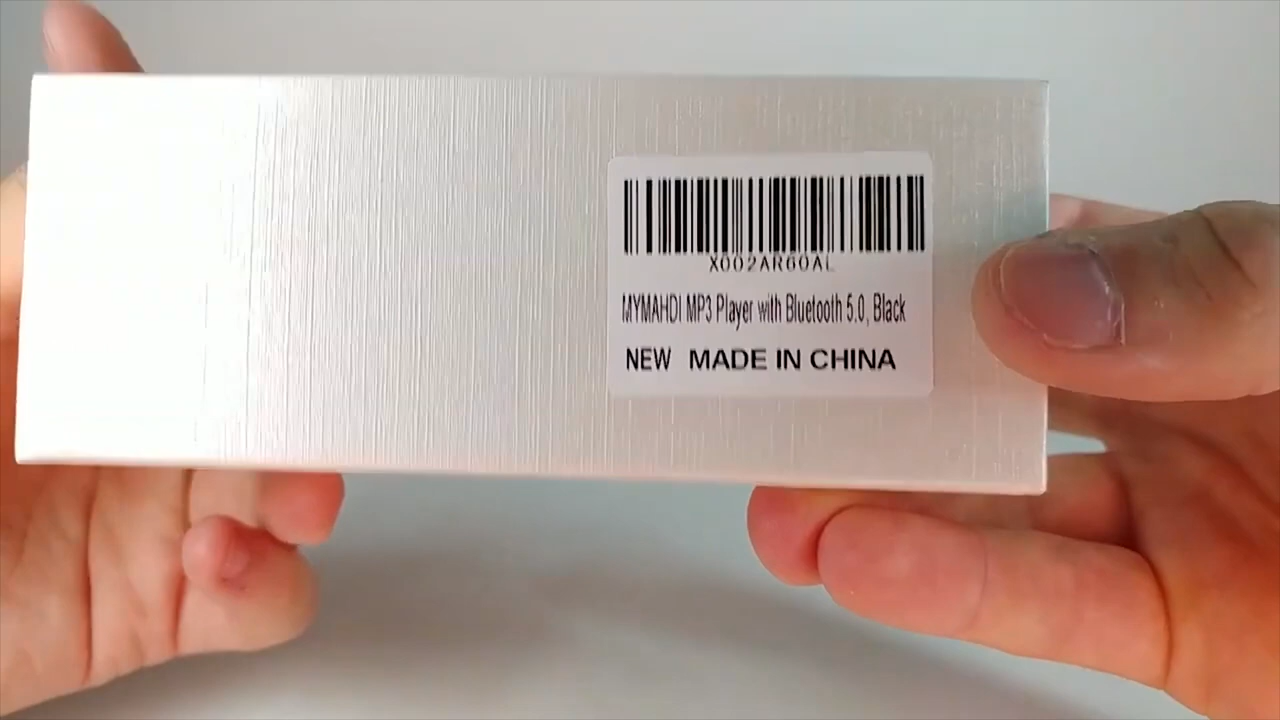 X002AR60AL
MYMAHDI MP3 Player with Bluetooth 5.0, Black
NEW MADE IN CHINA